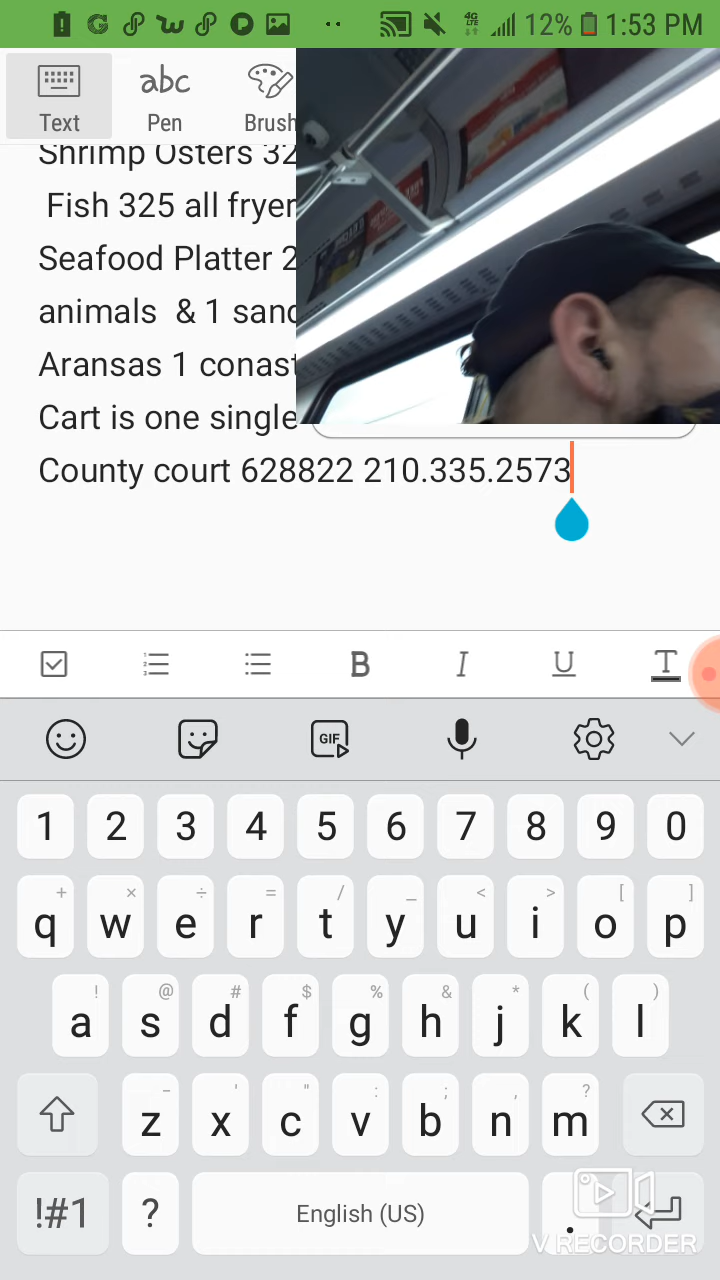 12% 1:53 PM
4G LTE
Text
Pen
abc
Brush
Shrimp Osters 32
Fish 325 all fryer
Seafood Platter 2
animals & 1 sand
Aransas 1 conast
Cart is one single
County court 628822 210.335.2573
B I U T
GIF
1 2 3 4 5 6 7 8 9 0
+ × ÷ = / _ < > [ ]
q w e r t y u i o p
! @ # $ % & * ( )
a s d f g h j k l
- ' " : ; , ?
z x c v b n m
!#1 ? English (US) .
V RECORDER